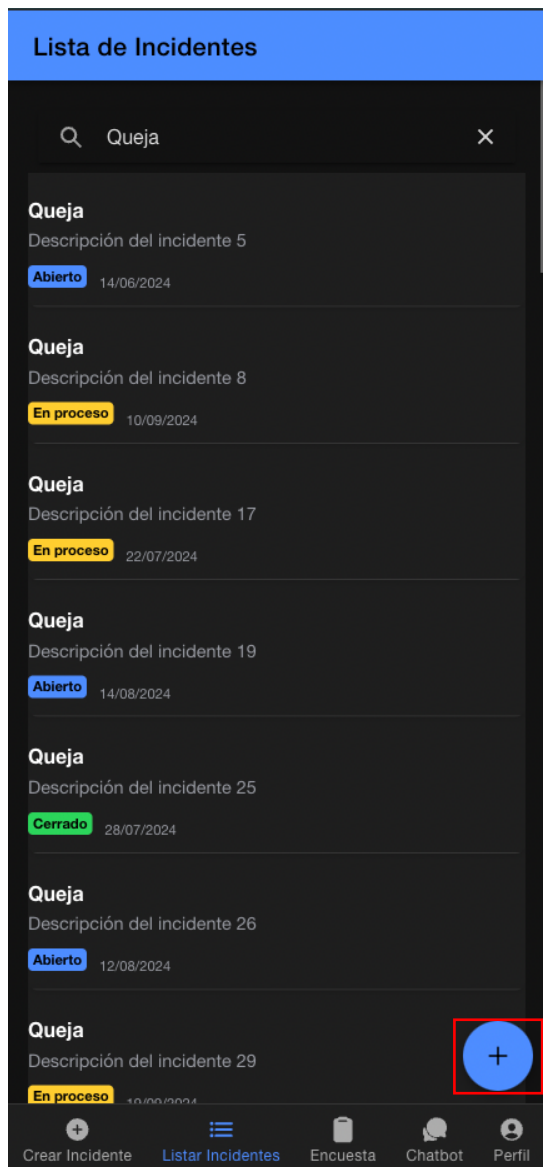 Lista de Incidentes
Queja
Queja
Descripción del incidente 5
Abierto 14/06/2024
Queja
Descripción del incidente 8
En proceso 10/09/2024
Queja
Descripción del incidente 17
En proceso 22/07/2024
Queja
Descripción del incidente 19
Abierto 14/08/2024
Queja
Descripción del incidente 25
Cerrado 28/07/2024
Queja
Descripción del incidente 26
Abierto 12/08/2024
Queja
Descripción del incidente 29
En proceso
Crear Incidente Listar Incidentes Encuesta Chatbot Perfil